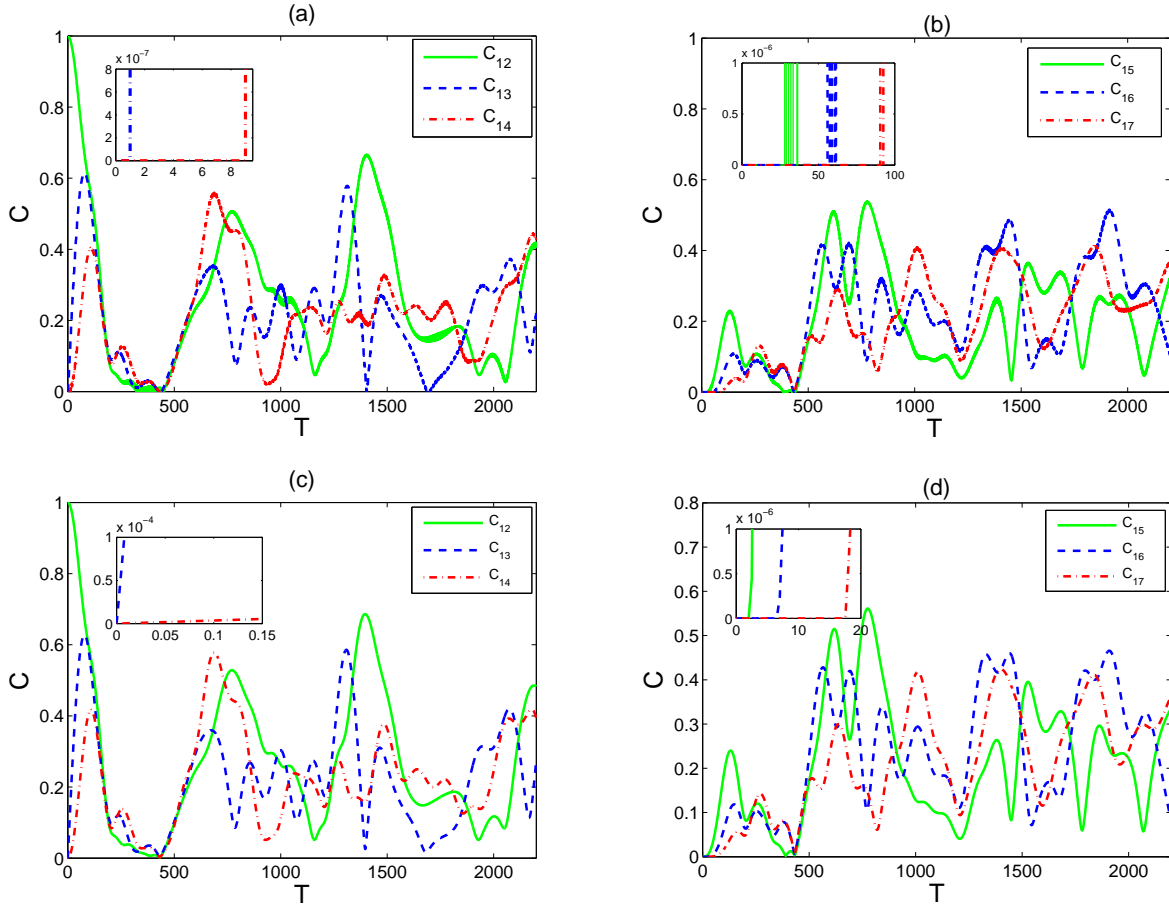 (a)
1
0.8
0.6
0.4
0.2
0
C
0 500 1000 1500 2000
T
x 10⁻⁷
8
6
4
2
0
0 2 4 6 8
C₁₂
C₁₃
C₁₄
(b)
1
0.8
0.6
0.4
0.2
0
C
0 500 1000 1500 2000
T
x 10⁻⁶
1
0.5
0
0 50 100
C₁₅
C₁₆
C₁₇
(c)
1
0.8
0.6
0.4
0.2
0
C
0 500 1000 1500 2000
T
x 10⁻⁴
1
0.5
0
0 0.05 0.1 0.15
C₁₂
C₁₃
C₁₄
(d)
0.8
0.7
0.6
0.5
0.4
0.3
0.2
0.1
0
C
0 500 1000 1500 2000
T
x 10⁻⁶
1
0.5
0
0 10 20
C₁₅
C₁₆
C₁₇